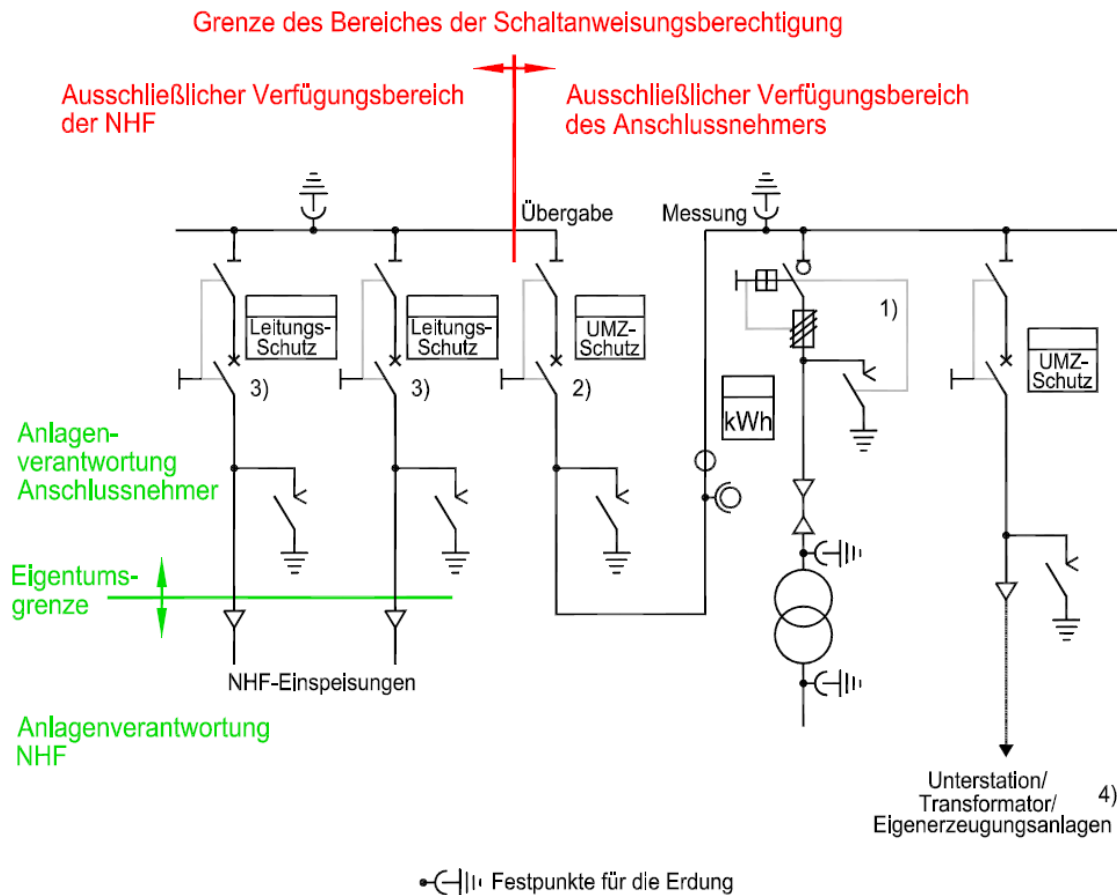 Grenze des Bereiches der Schaltanweisungsberechtigung
Ausschließlicher Verfügungsbereich
der NHF
Ausschließlicher Verfügungsbereich
des Anschlussnehmers
Übergabe
Messung
Leitungs-
Schutz
3)
Leitungs-
Schutz
3)
UMZ-
Schutz
2)
kWh
1)
UMZ-
Schutz
Anlagen-
verantwortung
Anschlussnehmer
Eigentums-
grenze
NHF-Einspeisungen
Anlagenverantwortung
NHF
Unterstation/
Transformator/
Eigenerzeugungsanlagen
4)
Festpunkte für die Erdung